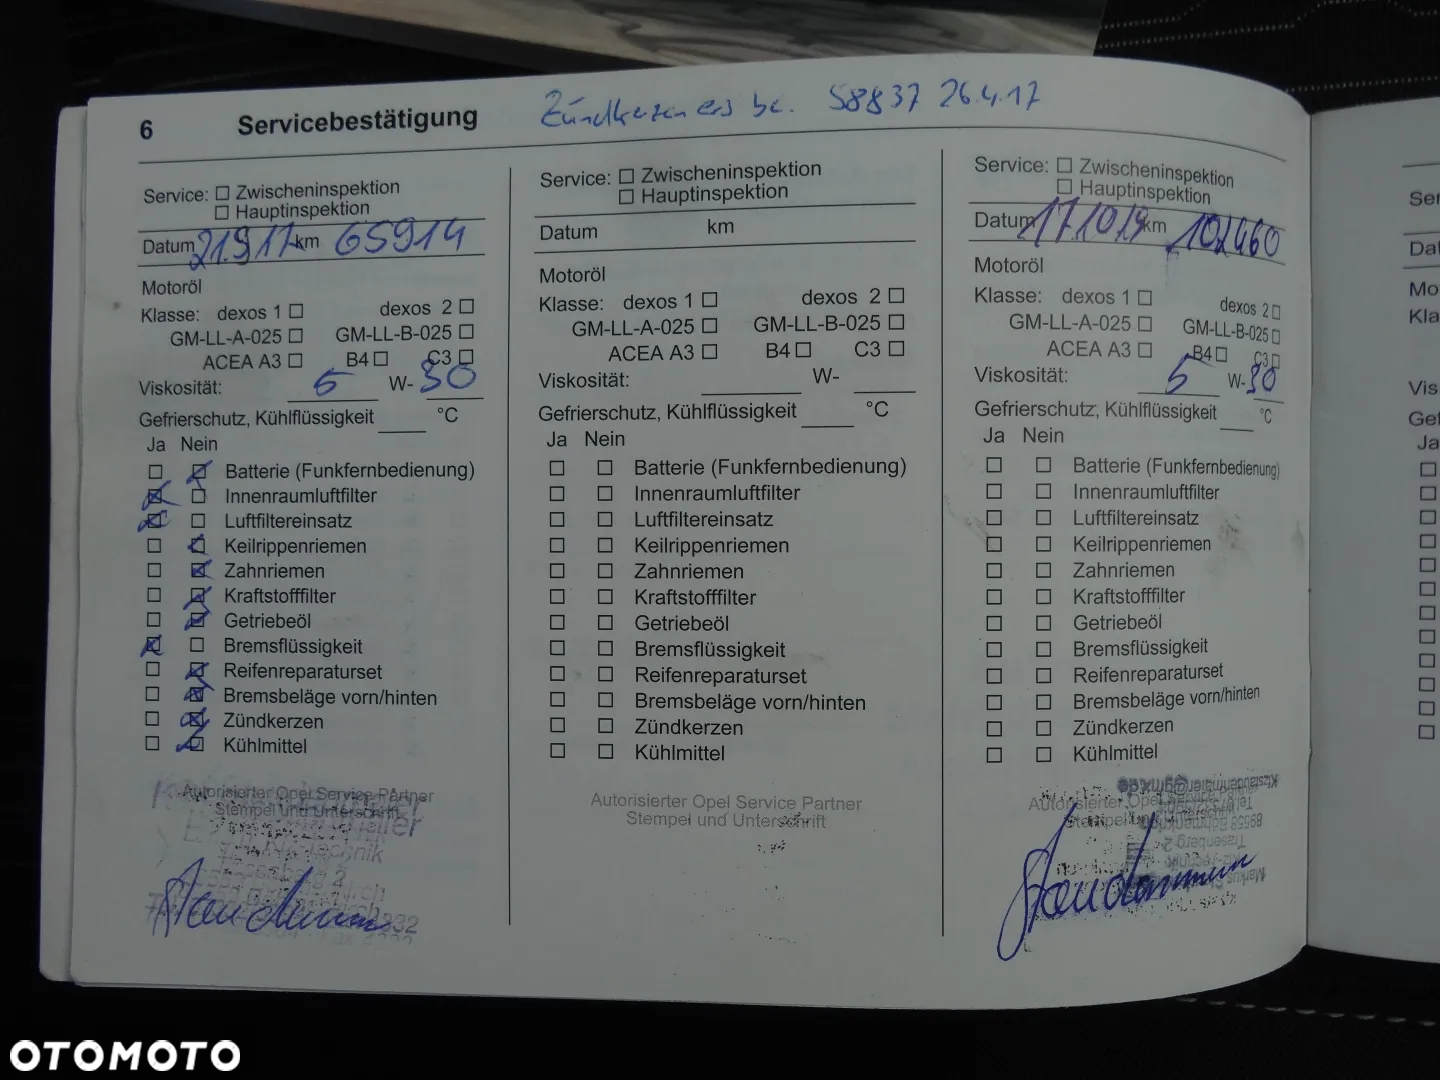 6 Servicebestätigung 58837 26.4.17
Service: Zwischeninspektion
Hauptinspektion
Datum 21.9.17 km 65914
Motoröl
Klasse: dexos 1 dexos 2
GM-LL-A-025 GM-LL-B-025
ACEA A3 B4 C3
Viskosität: 5 W- 30
Gefrierschutz, Kühlflüssigkeit °C
Ja Nein
Batterie (Funkfernbedienung)
Innenraumluftfilter
Luftfiltereinsatz
Keilrippenriemen
Zahnriemen
Kraftstofffilter
Getriebeöl
Bremsflüssigkeit
Reifenreparaturset
Bremsbeläge vorn/hinten
Zündkerzen
Kühlmittel
Autorisierter Opel Service Partner
Stempel und Unterschrift
Service: Zwischeninspektion
Hauptinspektion
Datum km
Motoröl
Klasse: dexos 1 dexos 2
GM-LL-A-025 GM-LL-B-025
ACEA A3 B4 C3
Viskosität: W-
Gefrierschutz, Kühlflüssigkeit °C
Ja Nein
Batterie (Funkfernbedienung)
Innenraumluftfilter
Luftfiltereinsatz
Keilrippenriemen
Zahnriemen
Kraftstofffilter
Getriebeöl
Bremsflüssigkeit
Reifenreparaturset
Bremsbeläge vorn/hinten
Zündkerzen
Kühlmittel
Autorisierter Opel Service Partner
Stempel und Unterschrift
Service: Zwischeninspektion
Hauptinspektion
Datum 17.10.19 km 102460
Motoröl
Klasse: dexos 1 dexos 2
GM-LL-A-025 GM-LL-B-025
ACEA A3 B4 C3
Viskosität: 5 W- 30
Gefrierschutz, Kühlflüssigkeit °C
Ja Nein
Batterie (Funkfernbedienung)
Innenraumluftfilter
Luftfiltereinsatz
Keilrippenriemen
Zahnriemen
Kraftstofffilter
Getriebeöl
Bremsflüssigkeit
Reifenreparaturset
Bremsbeläge vorn/hinten
Zündkerzen
Kühlmittel
Autorisierter Opel Service
Stempel
OTOMOTO